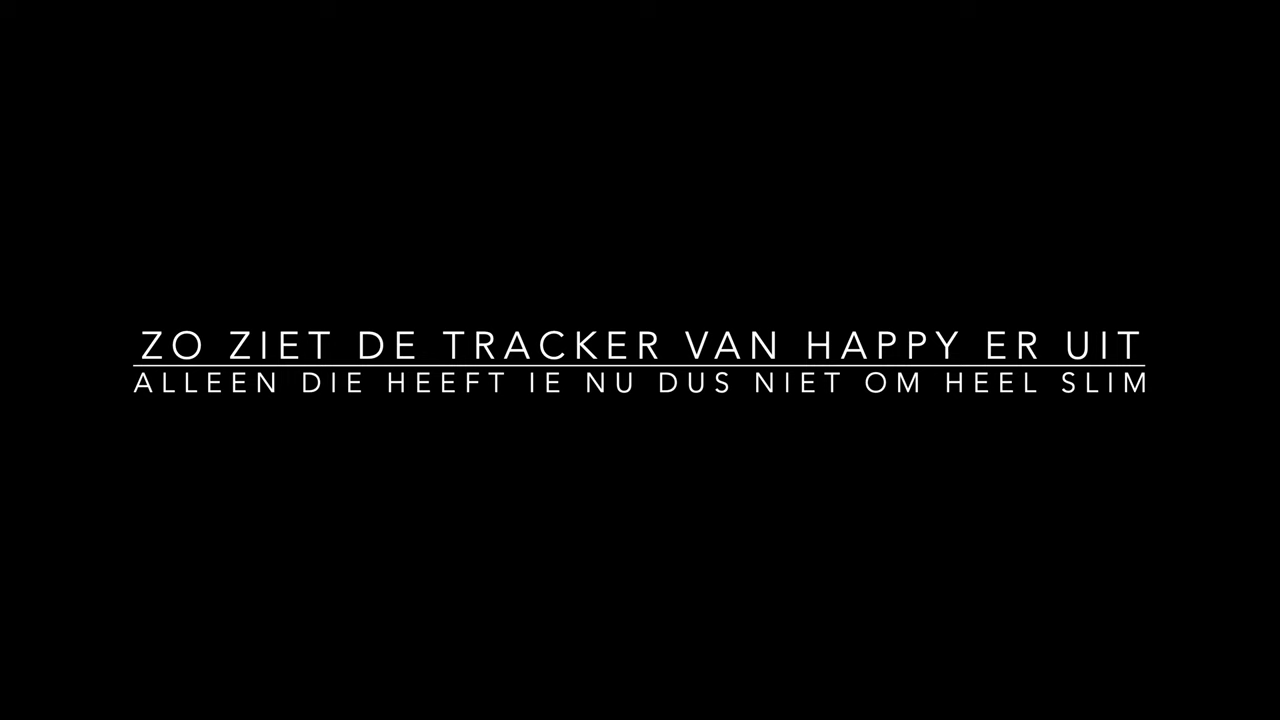 ZO ZIET DE TRACKER VAN HAPPY ER UIT
ALLEEN DIE HEEFT IE NU DUS NIET OM HEEL SLIM